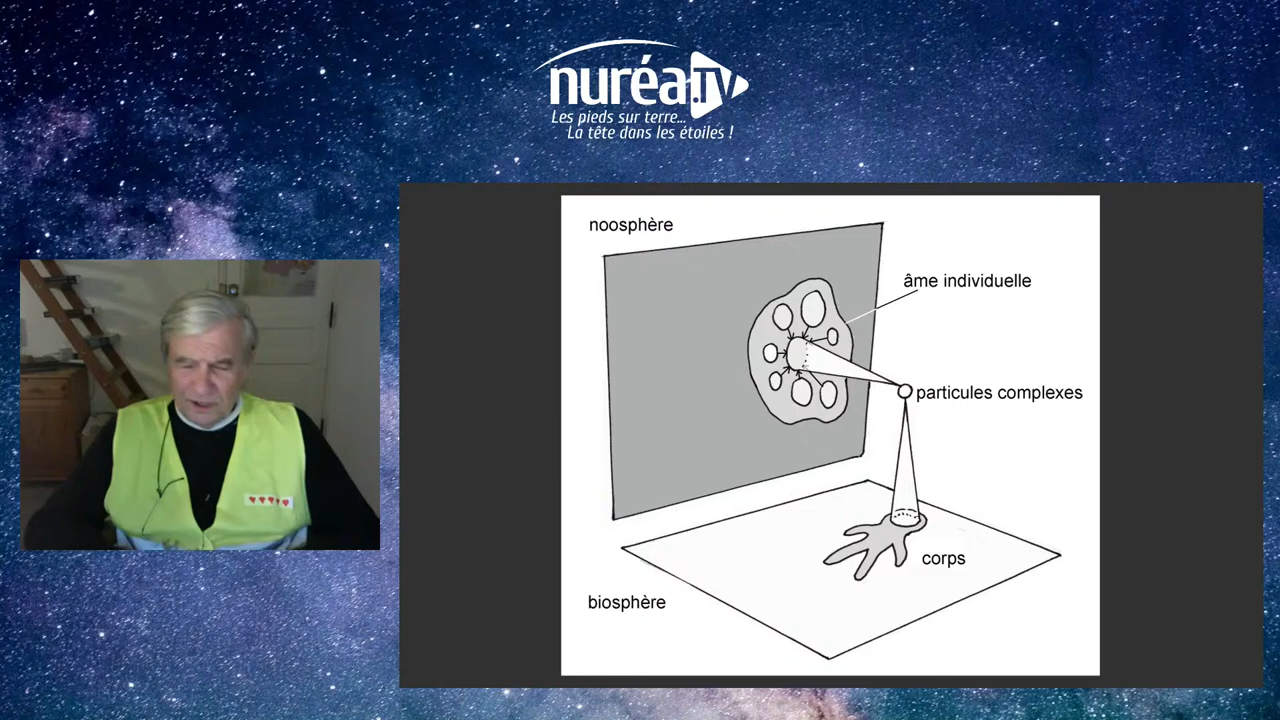 nuréa.TV
Les pieds sur terre...
La tête dans les étoiles !
noosphère
âme individuelle
particules complexes
corps
biosphère